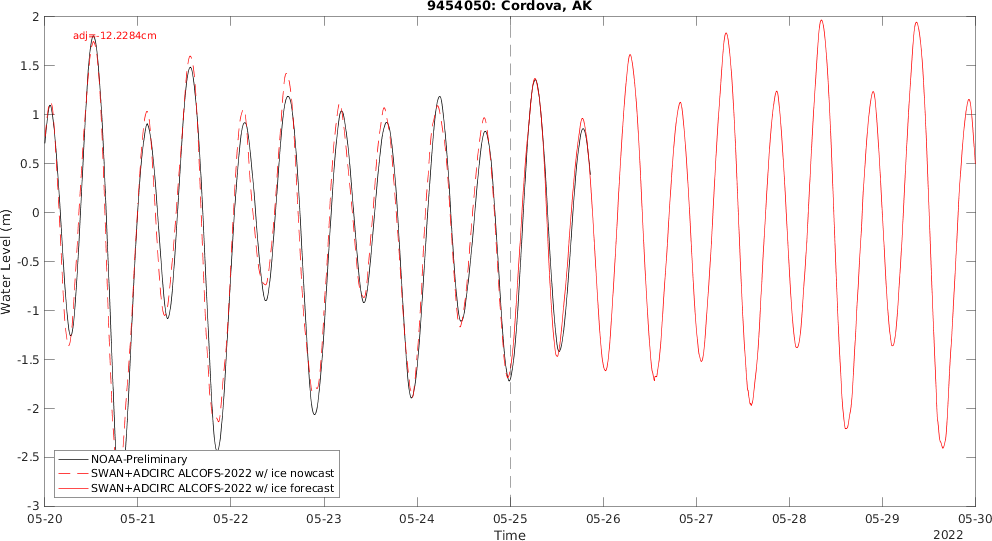 9454050: Cordova, AK
adj=-12.2284cm
2
1.5
1
0.5
0
-0.5
-1
-1.5
-2
-2.5
-3
Water Level (m)
NOAA-Preliminary
SWAN+ADCIRC ALCOFS-2022 w/ ice nowcast
SWAN+ADCIRC ALCOFS-2022 w/ ice forecast
05-20 05-21 05-22 05-23 05-24 05-25 05-26 05-27 05-28 05-29 05-30
Time
2022